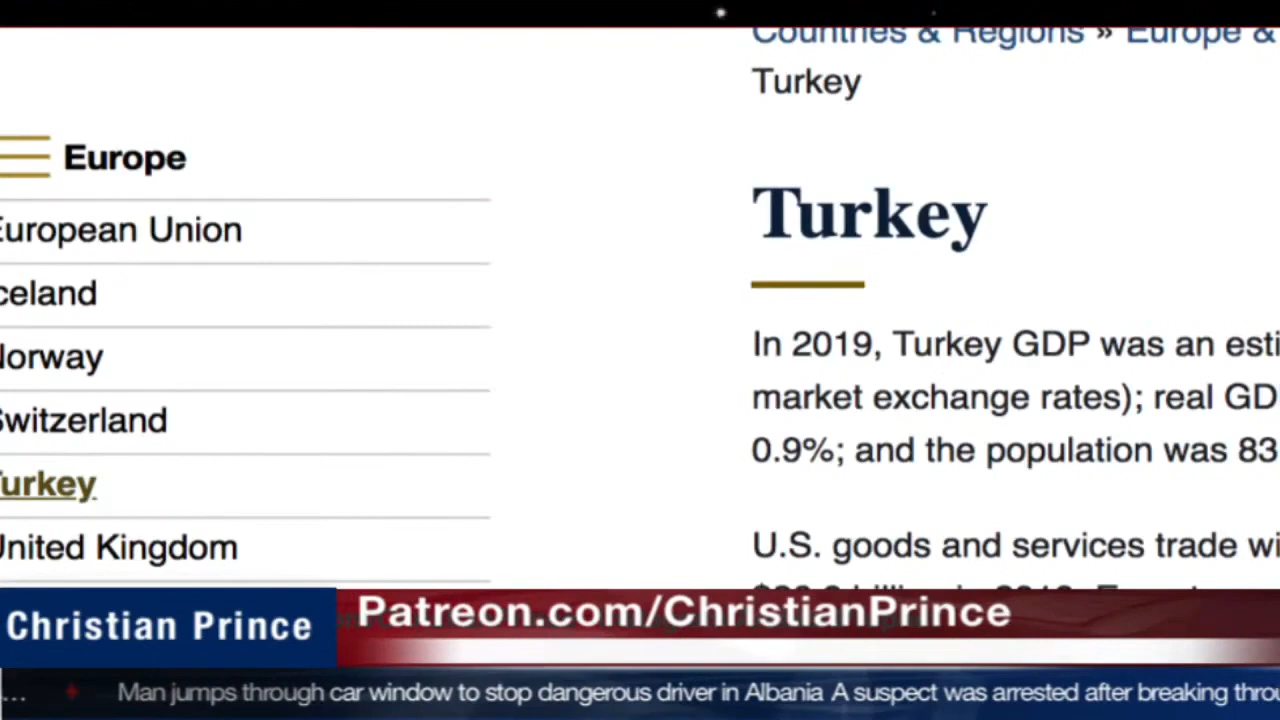 Countries & Regions » Europe &
Turkey
Europe
European Union
Iceland
Norway
Switzerland
Turkey
United Kingdom
Turkey
In 2019, Turkey GDP was an esti
market exchange rates); real GD
0.9%; and the population was 83
U.S. goods and services trade wi
Christian Prince
Patreon.com/ChristianPrince
... Man jumps through car window to stop dangerous driver in Albania A suspect was arrested after breaking throu